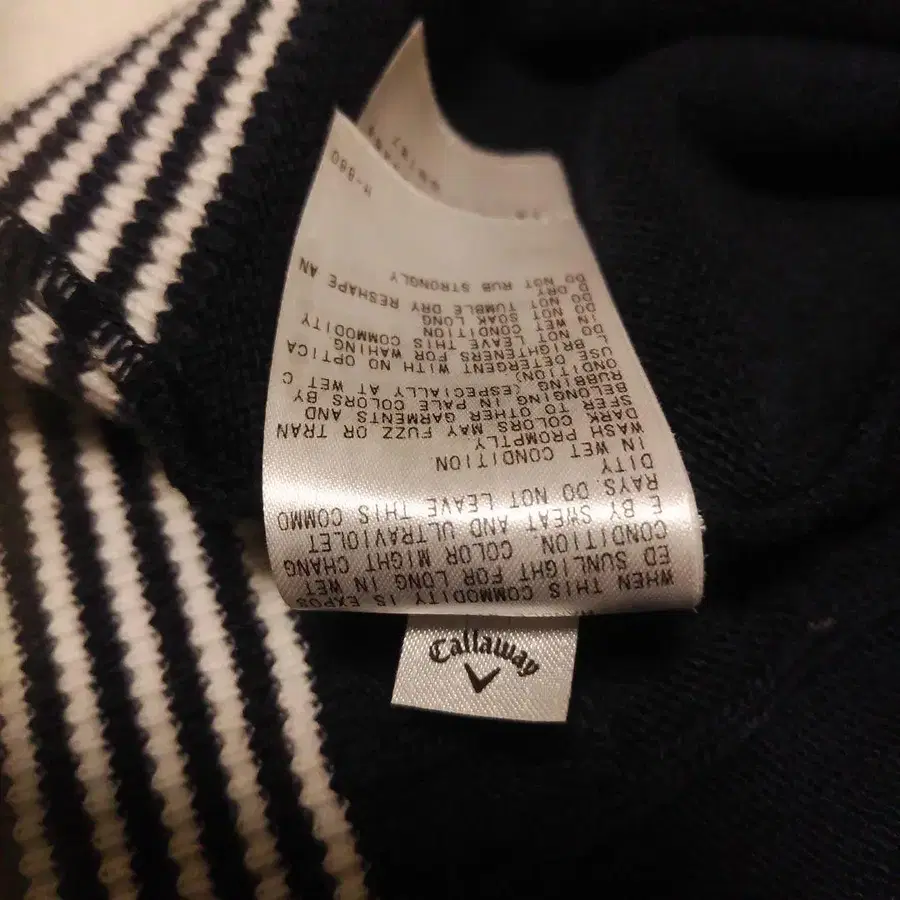 WHEN THIS COMMODITY IS EXPOS
ED SUNLIGHT FOR LONG IN WET
CONDITION. COLOR MIGHT CHANG
E BY SWEAT AND ULTRAVIOLET
RAYS. DO NOT LEAVE THIS COMMO
DITY
IN WET CONDITION
WASH PROMPTLY
DARK COLORS MAY FUZZ OR TRAN
SFER TO OTHER GARMENTS AND
BELONGING IN PALE COLORS BY
RUBBING (ESPECIALLY AT WET C
ONDITION)
USE DETERGENT WITH NO OPTICA
L BRIGHTENERS FOR WAHING
DO NOT LEAVE THIS COMMODITY
IN WET CONDITION
DO NOT SOAK LONG
DO NOT TUMBLE DRY RESHAPE AN
D DRY
DO NOT RUB STRONGLY
M-860
Callaway